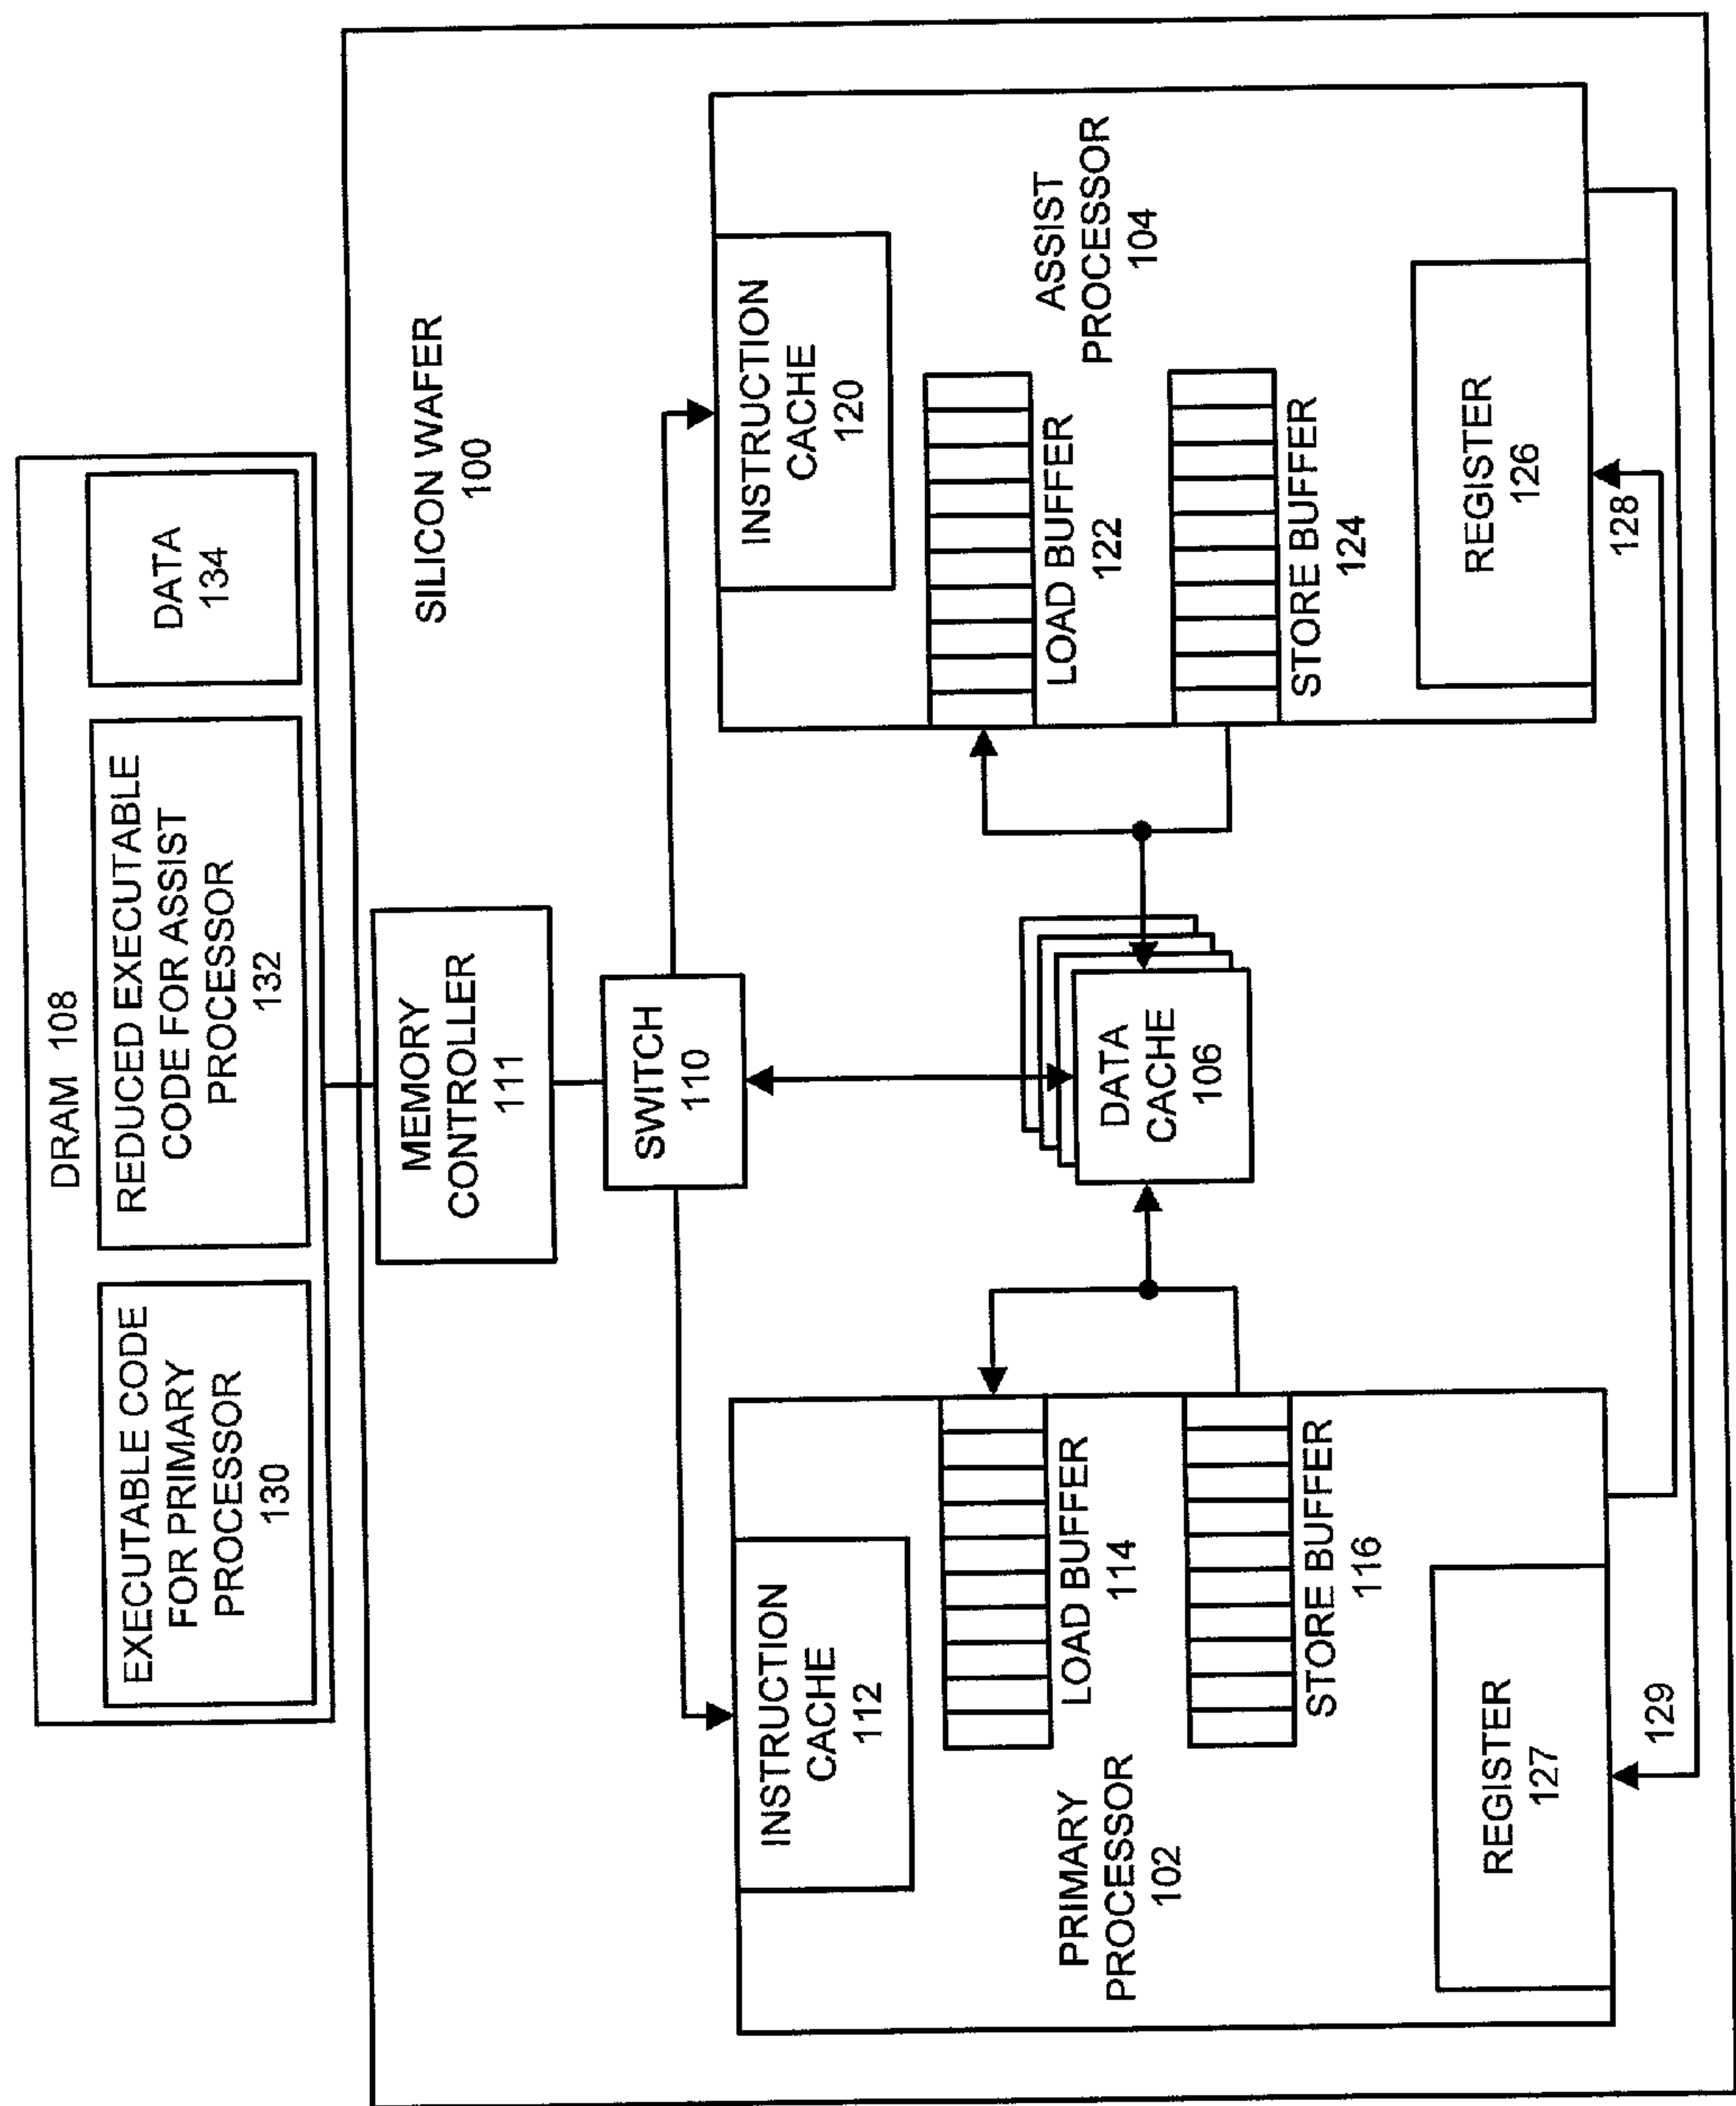 DRAM 108
EXECUTABLE CODE
FOR PRIMARY
PROCESSOR
130
REDUCED EXECUTABLE
CODE FOR ASSIST
PROCESSOR
132
DATA
134
SILICON WAFER
100
MEMORY
CONTROLLER
111
SWITCH
110
INSTRUCTION
CACHE
112
LOAD BUFFER
114
PRIMARY
PROCESSOR
102
STORE BUFFER
116
REGISTER
127
129
DATA
CACHE
106
INSTRUCTION
CACHE
120
ASSIST
PROCESSOR
104
LOAD BUFFER
122
STORE BUFFER
124
REGISTER
126
128